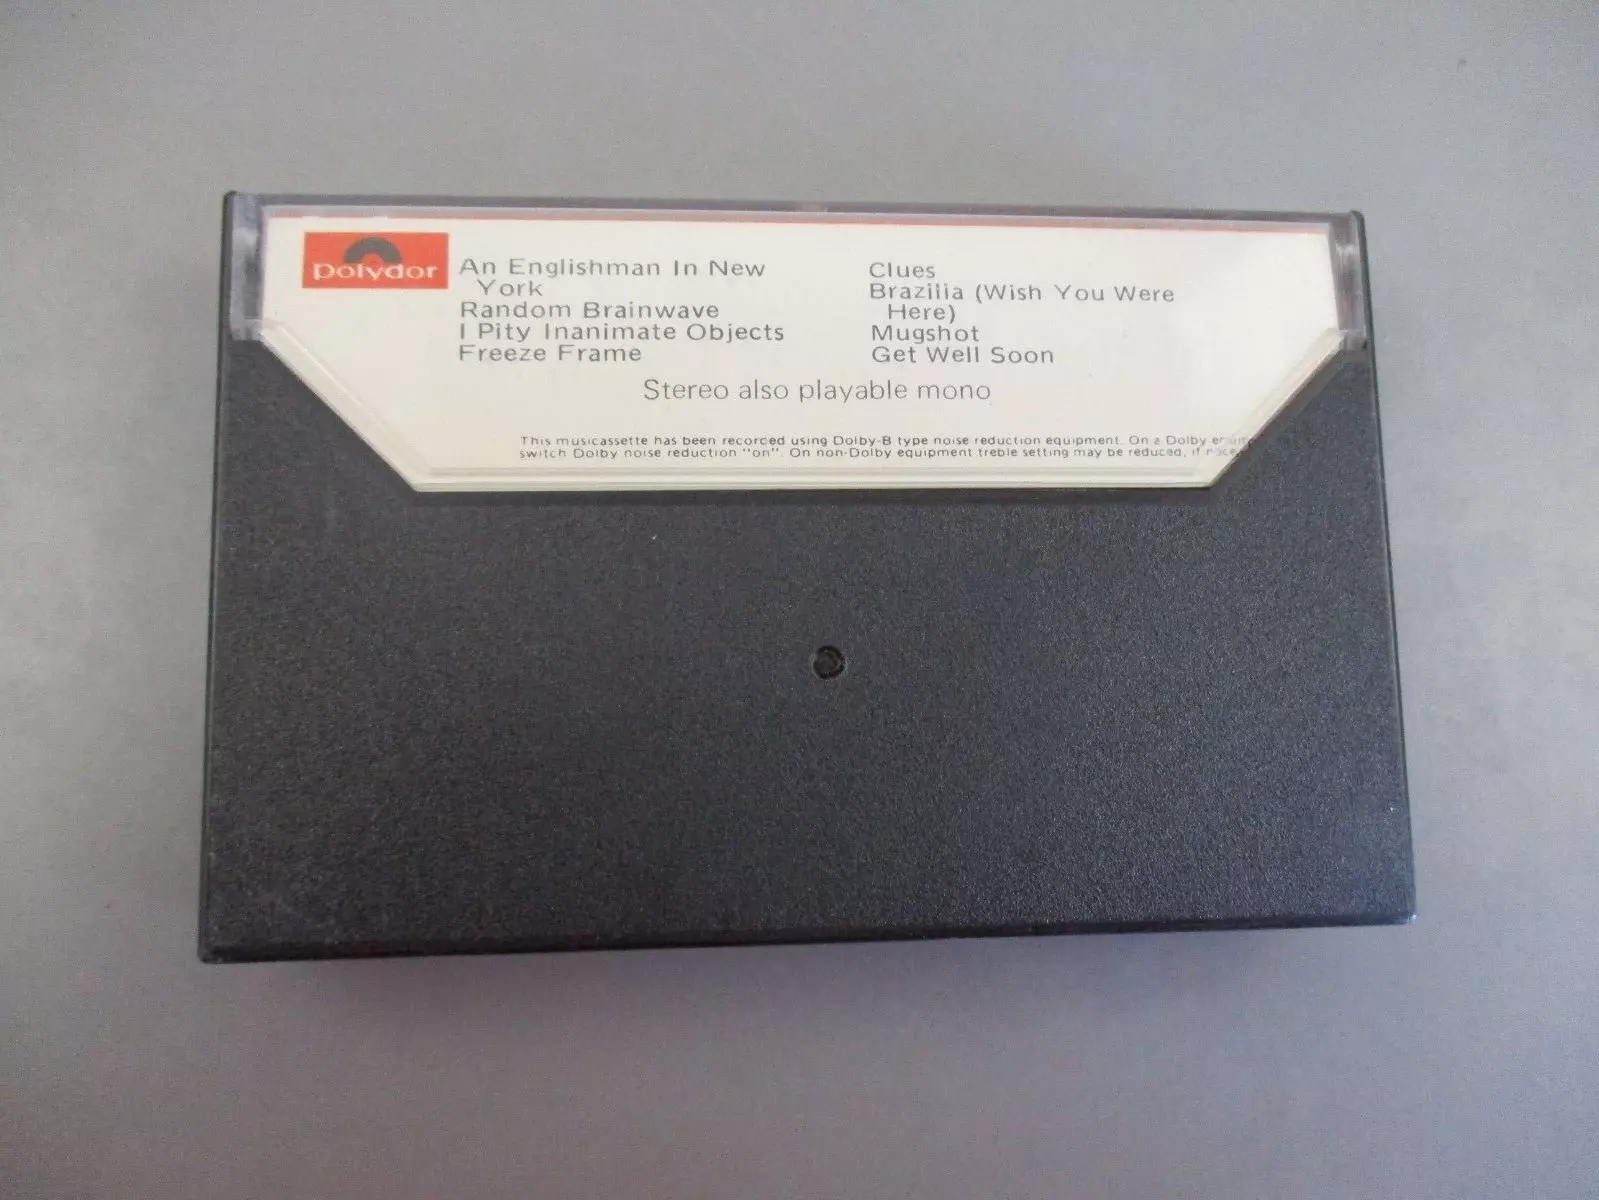 polydor
An Englishman In New
York
Random Brainwave
I Pity Inanimate Objects
Freeze Frame
Clues
Brazilia (Wish You Were
Here)
Mugshot
Get Well Soon
Stereo also playable mono
This musicassette has been recorded using Dolby-B type noise reduction equipment. On a Dolby
switch Dolby noise reduction "on". On non-Dolby equipment treble setting may be reduced, if